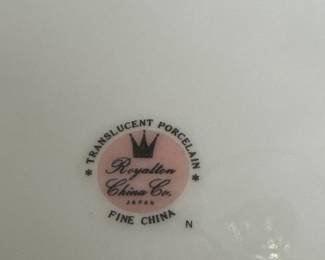 * TRANSLUCENT PORCELAIN *
Royalton
China Co.
JAPAN
FINE CHINA
N